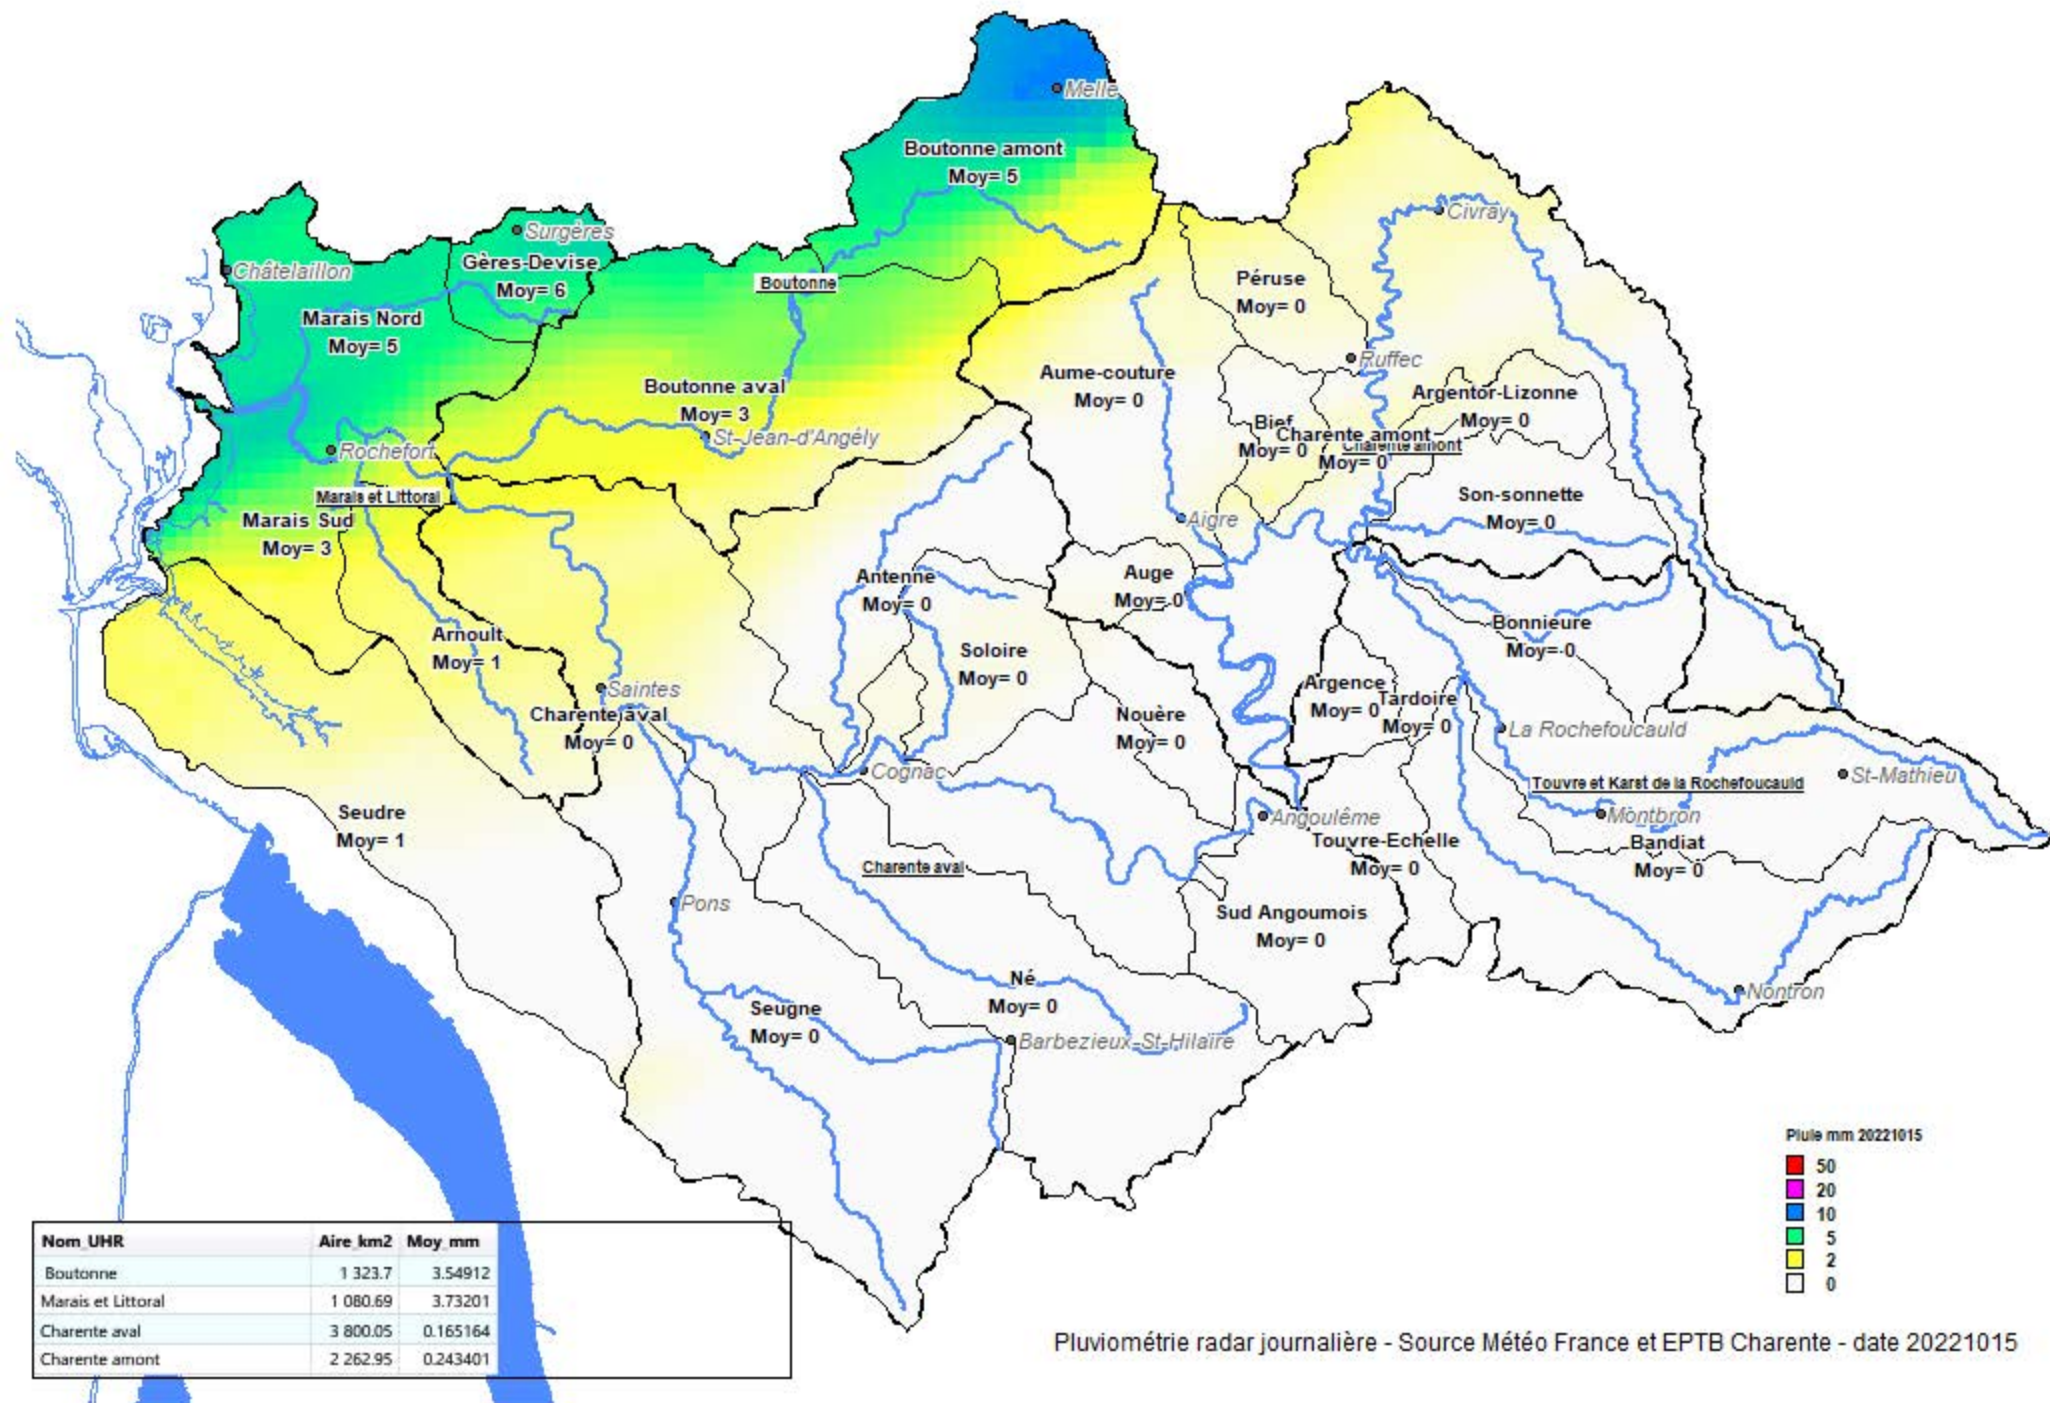 Melle
Boutonne amont
Moy= 5
Civray
Surgères
Châtelaillon
Gères-Devise
Moy= 6
Boutonne
Péruse
Moy= 0
Marais Nord
Moy= 5
Ruffec
Aume-couture
Moy= 0
Boutonne aval
Moy= 3
Argentor-Lizonne
Moy= 0
Bief
Moy= 0
Charente amont
Moy= 0
Charente amont
St-Jean-d'Angély
Rochefort
Marais et Littoral
Marais Sud
Moy= 3
Son-sonnette
Moy= 0
Aigre
Antenne
Moy= 0
Auge
Moy= 0
Bonnieure
Moy= 0
Arnoult
Moy= 1
Soloire
Moy= 0
Saintes
Charente aval
Moy= 0
Nouère
Moy= 0
Argence
Moy= 0
Tardoire
Moy= 0
La Rochefoucauld
Cognac
Touvre et Karst de la Rochefoucauld
St-Mathieu
Seudre
Moy= 1
Angoulême
Montbron
Touvre-Echelle
Moy= 0
Bandiat
Moy= 0
Charente aval
Pons
Sud Angoumois
Moy= 0
Né
Moy= 0
Nontron
Seugne
Moy= 0
Barbezieux-St-Hilaire
Pluie mm 20221015
50
20
10
5
2
0
Nom_UHR Aire_km2 Moy_mm
Boutonne 1 323.7 3.54912
Marais et Littoral 1 080.69 3.73201
Charente aval 3 800.05 0.165164
Charente amont 2 262.95 0.243401
Pluviométrie radar journalière - Source Météo France et EPTB Charente - date 20221015